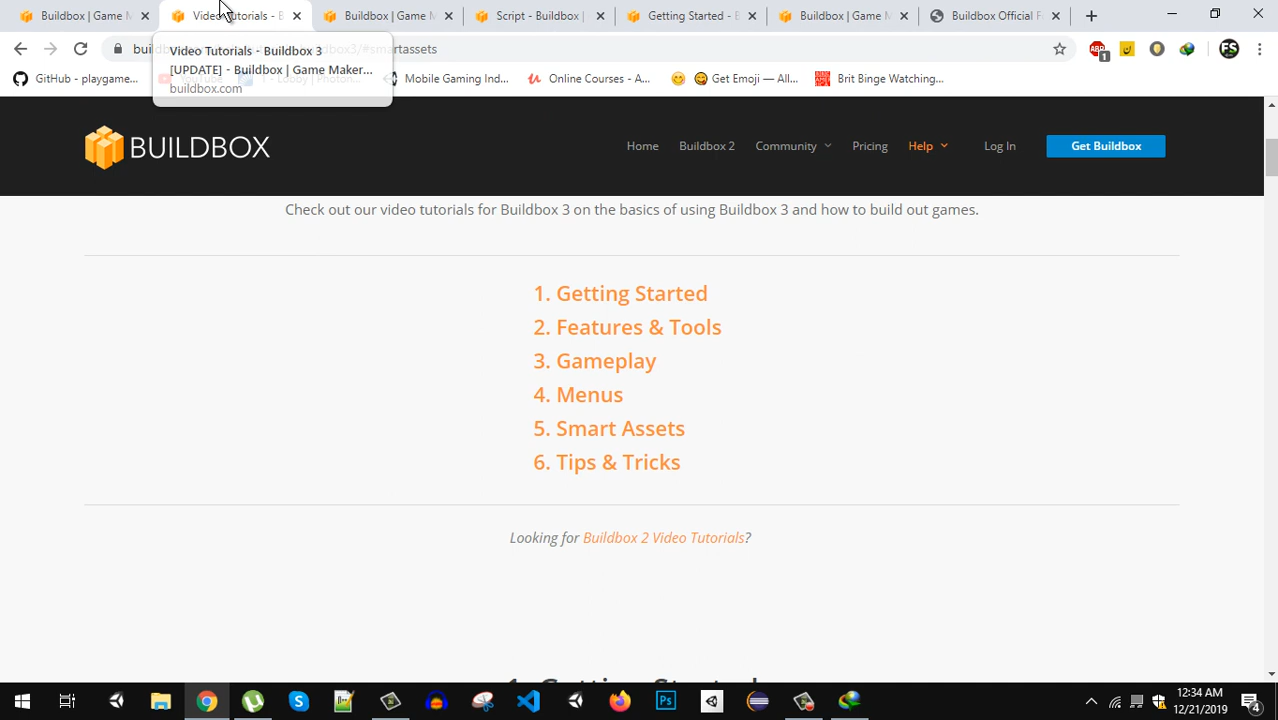 Buildbox | Game M
Video Tutorials - B
Buildbox | Game M
Script - Buildbox |
Getting Started - B
Buildbox | Game M
Buildbox Official F
Video Tutorials - Buildbox 3
[UPDATE] - Buildbox | Game Maker...
buildbox.com
GitHub - playgame...
Mobile Gaming Ind...
Online Courses - A...
Get Emoji — All...
Brit Binge Watching...
BUILDBOX
Home
Buildbox 2
Community
Pricing
Help
Log In
Get Buildbox
Check out our video tutorials for Buildbox 3 on the basics of using Buildbox 3 and how to build out games.
1. Getting Started
2. Features & Tools
3. Gameplay
4. Menus
5. Smart Assets
6. Tips & Tricks
Looking for Buildbox 2 Video Tutorials?
1. Getting Started
12:34 AM
12/21/2019